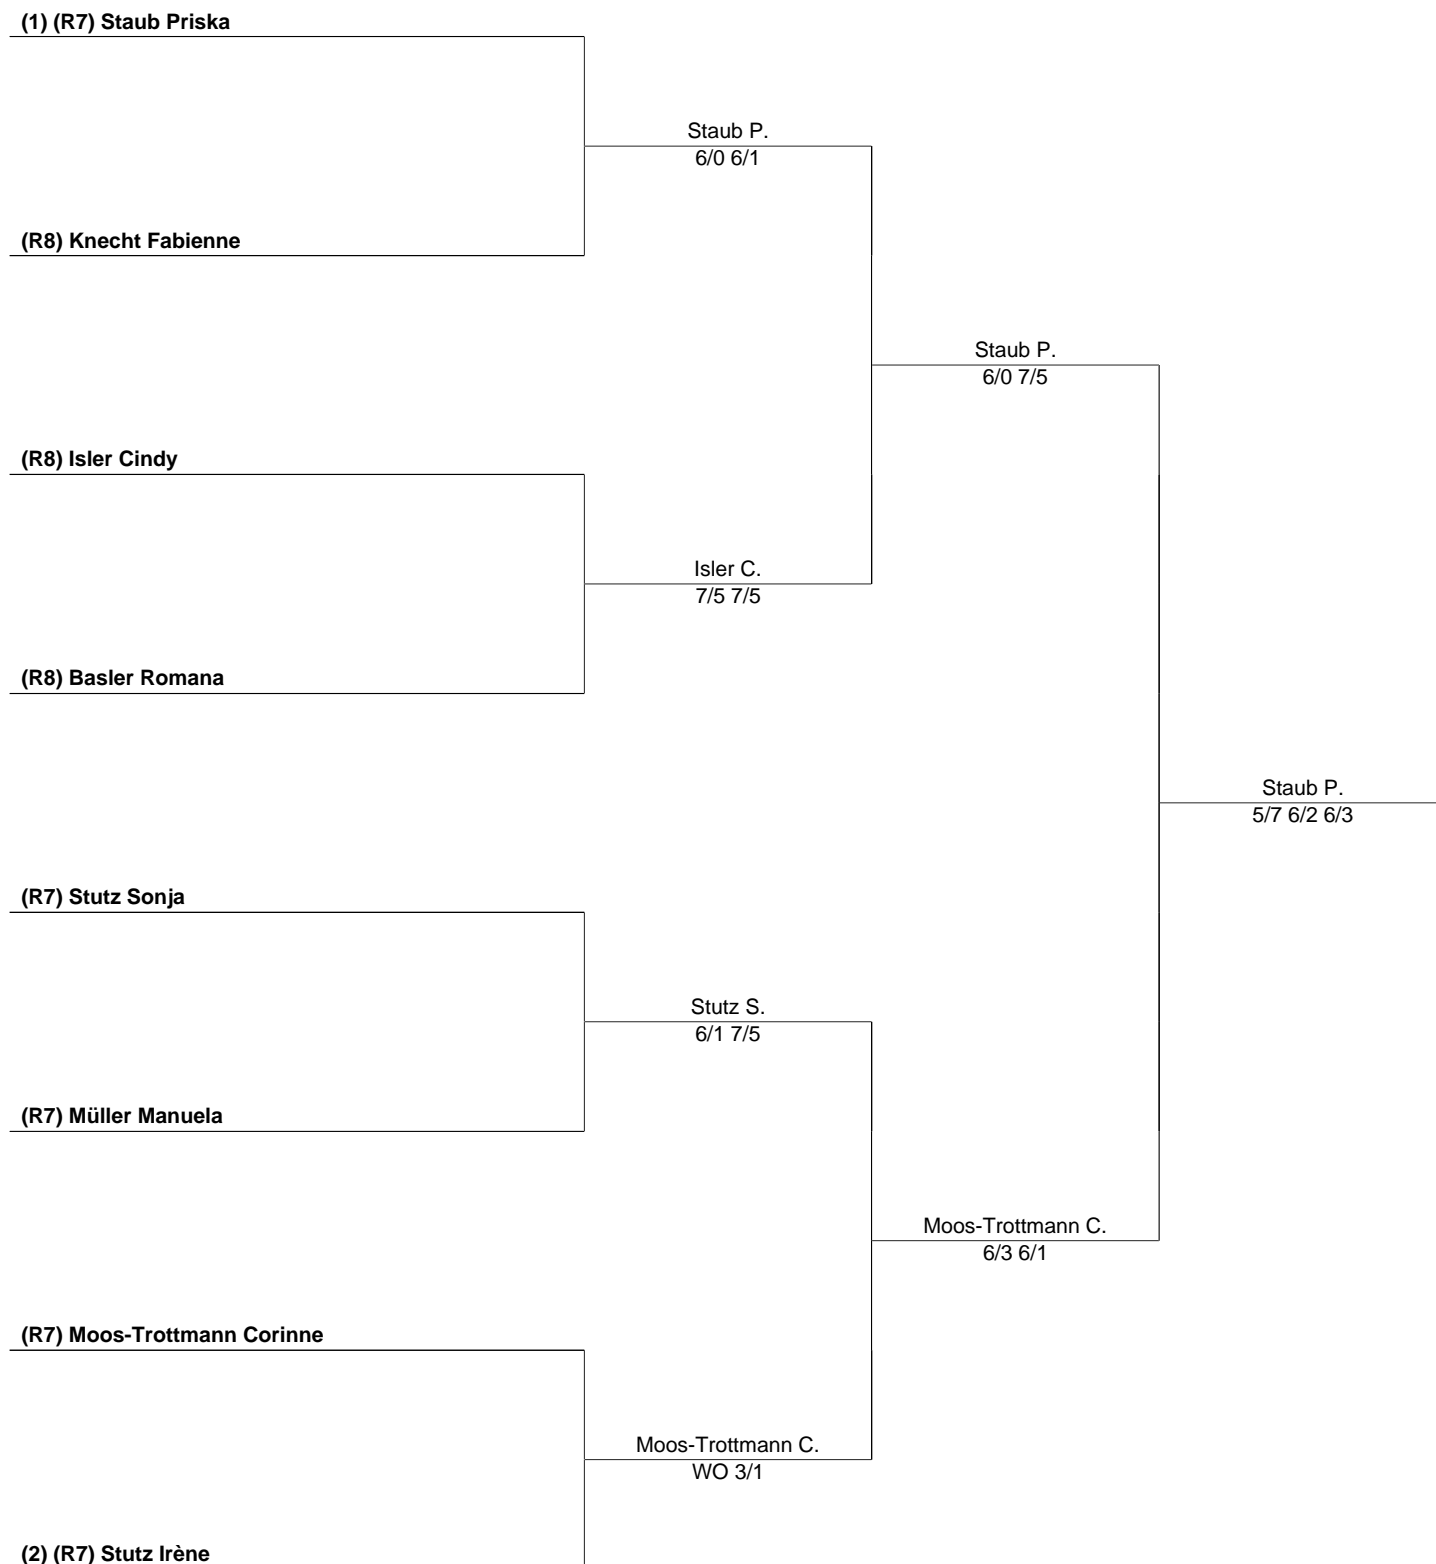 (1) (R7) Staub Priska
Staub P.
6/0 6/1
(R8) Knecht Fabienne
Staub P.
6/0 7/5
(R8) Isler Cindy
Isler C.
7/5 7/5
(R8) Basler Romana
Staub P.
5/7 6/2 6/3
(R7) Stutz Sonja
Stutz S.
6/1 7/5
(R7) Müller Manuela
Moos-Trottmann C.
6/3 6/1
(R7) Moos-Trottmann Corinne
Moos-Trottmann C.
WO 3/1
(2) (R7) Stutz Irène